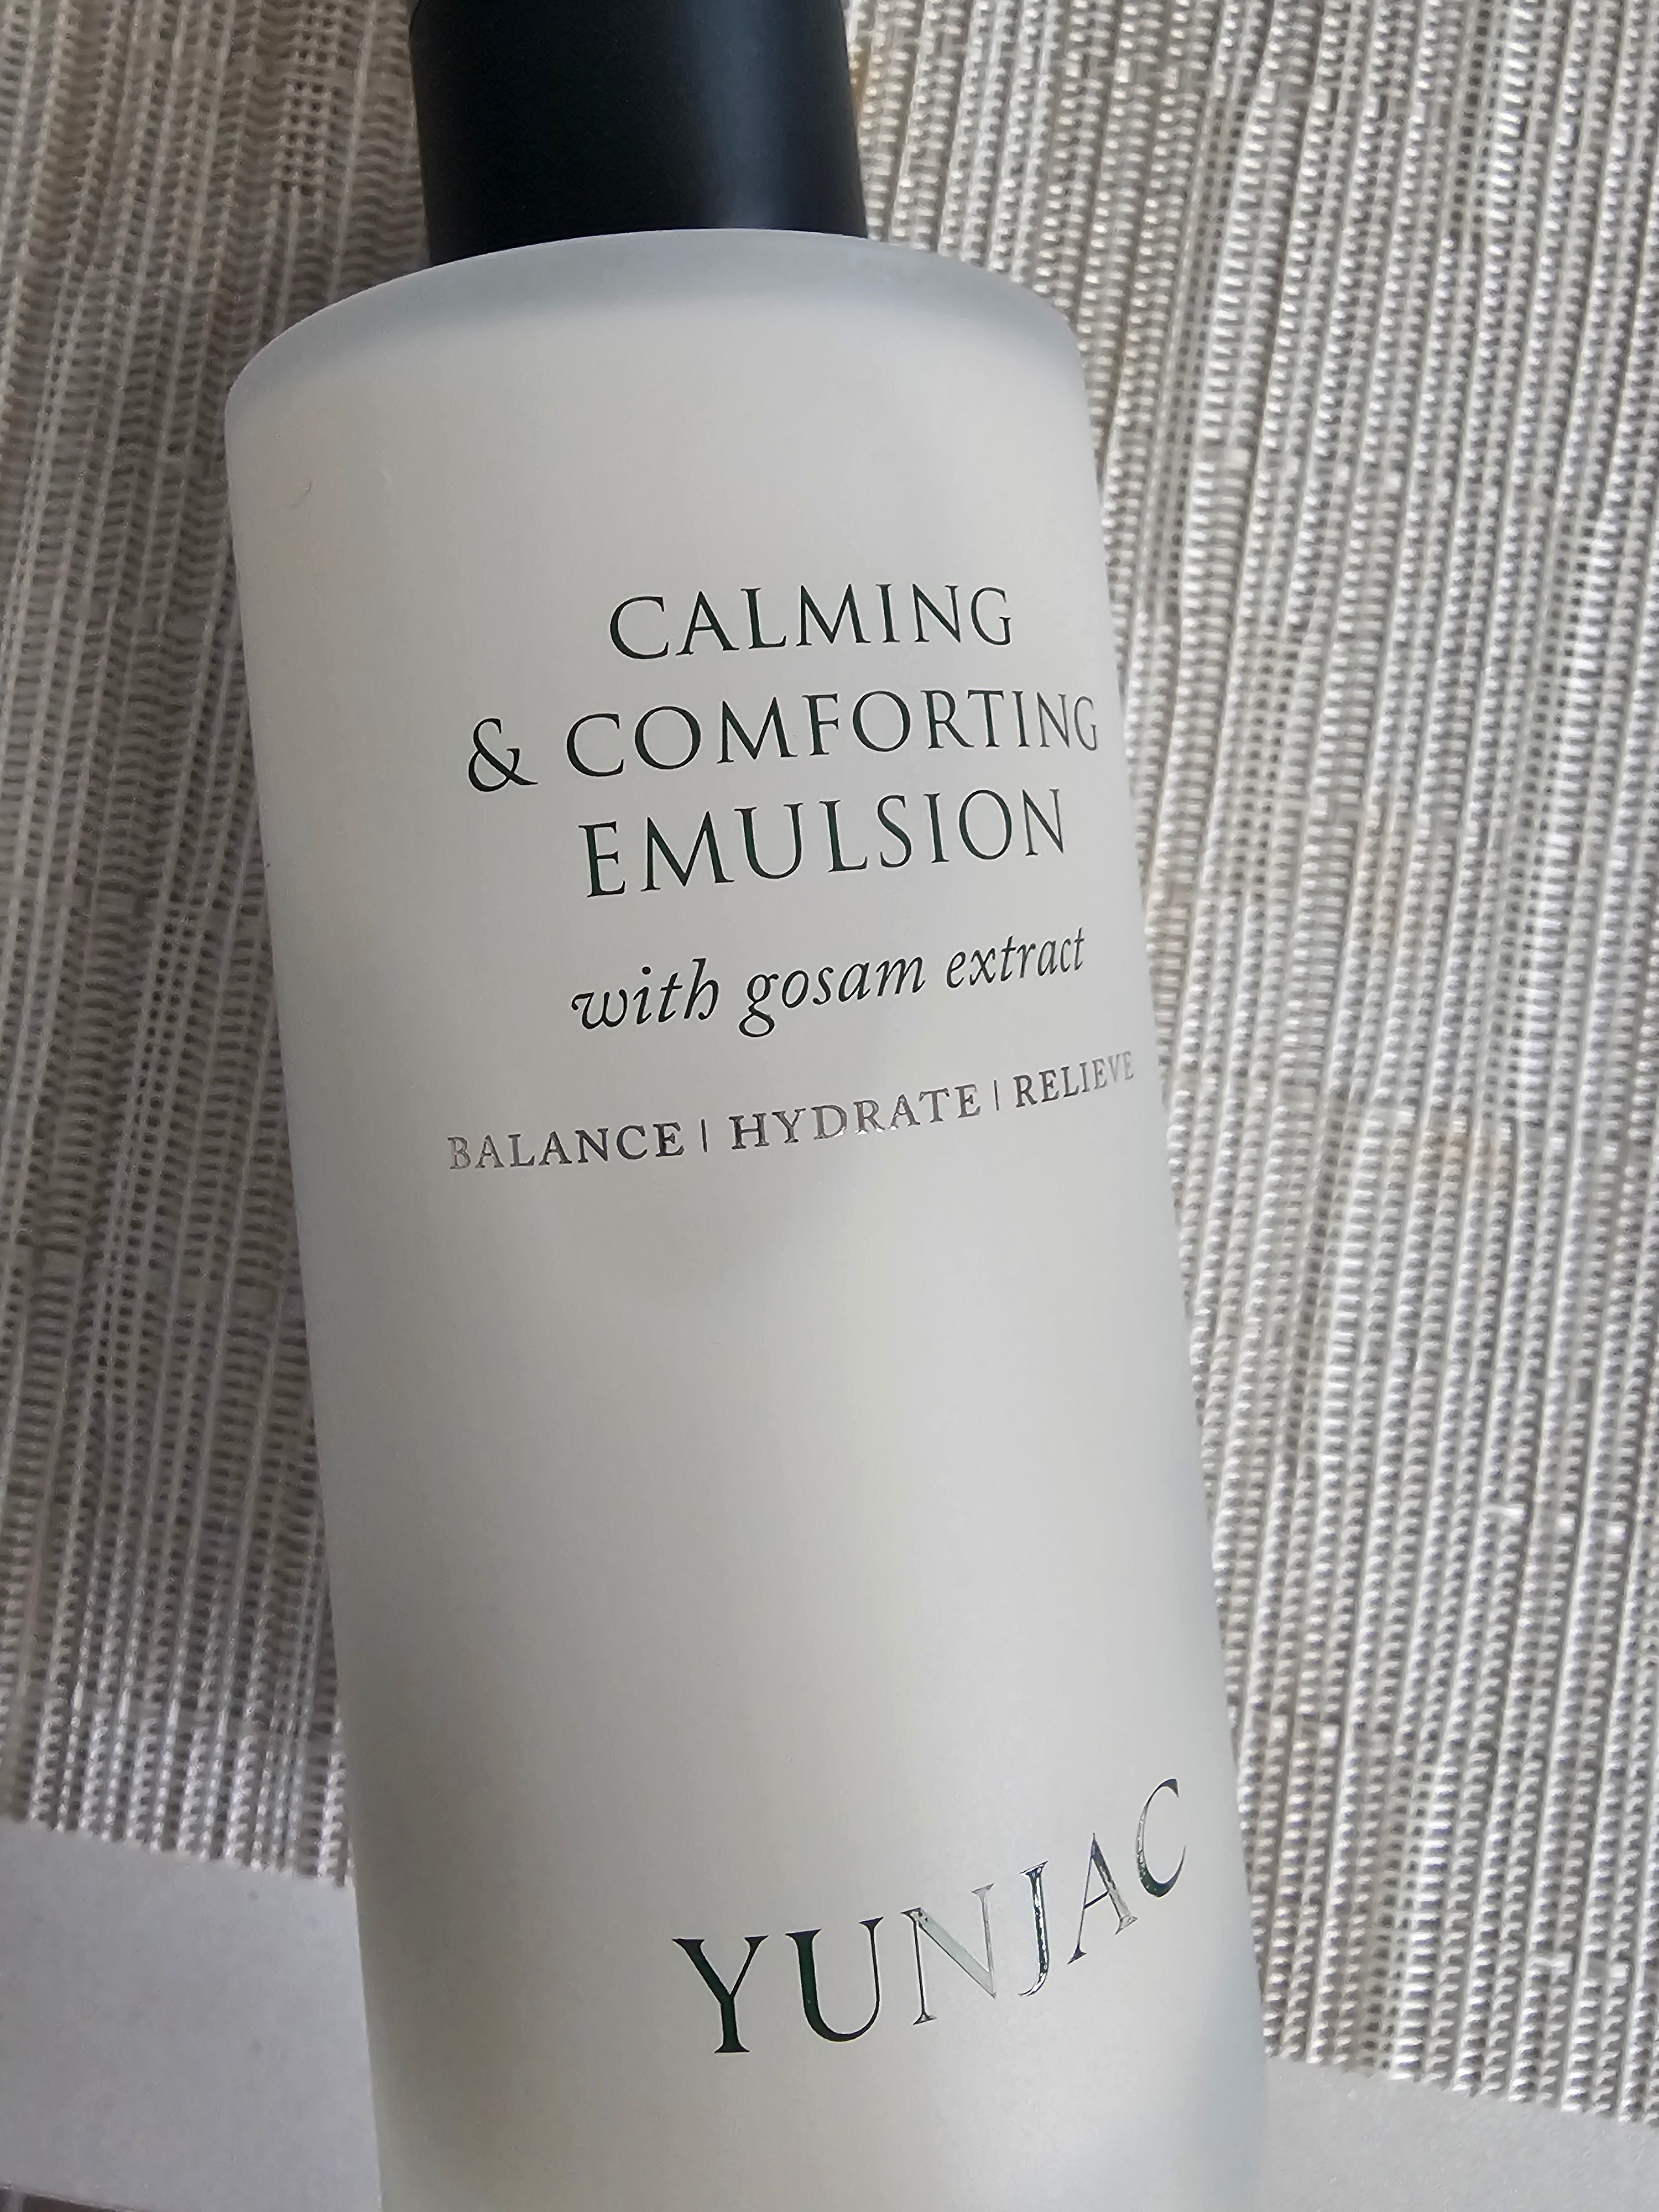 CALMING
& COMFORTING
EMULSION
with gosam extract
BALANCE | HYDRATE | RELIEVE
YUNJAC